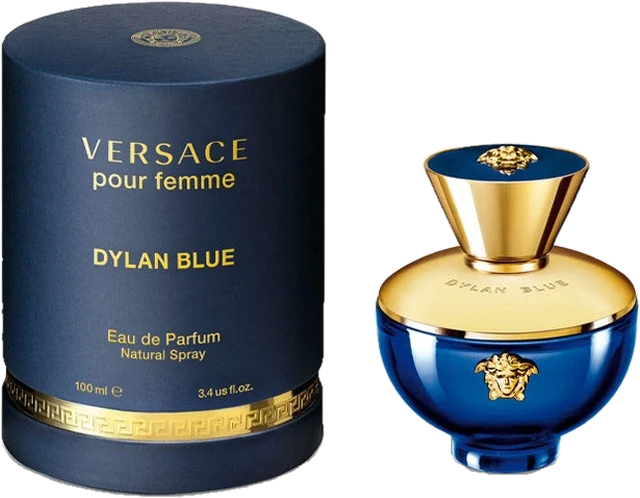 VERSACE
pour femme
DYLAN BLUE
Eau de Parfum
Natural Spray
100 ml ℮
3.4 us fl.oz.
DYLAN BLUE